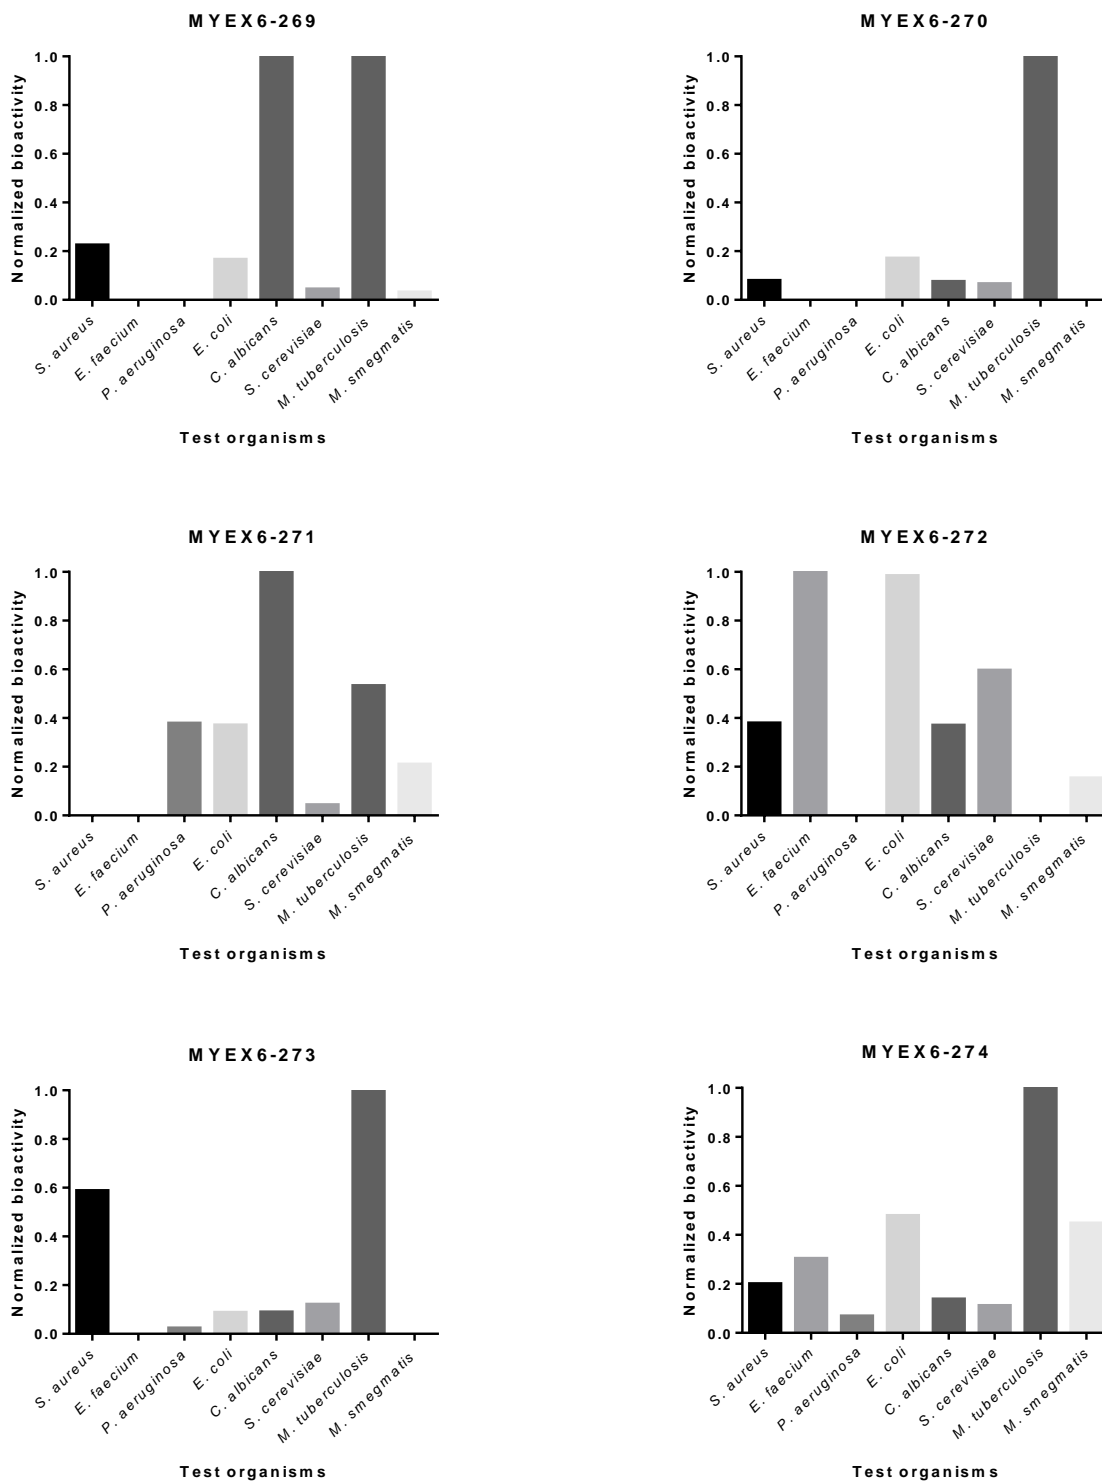 MYEX6-269
Normalized bioactivity
1.0
0.8
0.6
0.4
0.2
0.0
S. aureus
E. faecium
P. aeruginosa
E. coli
C. albicans
S. cerevisiae
M. tuberculosis
M. smegmatis
Test organisms
MYEX6-270
Normalized bioactivity
1.0
0.8
0.6
0.4
0.2
0.0
S. aureus
E. faecium
P. aeruginosa
E. coli
C. albicans
S. cerevisiae
M. tuberculosis
M. smegmatis
Test organisms
MYEX6-271
Normalized bioactivity
1.0
0.8
0.6
0.4
0.2
0.0
S. aureus
E. faecium
P. aeruginosa
E. coli
C. albicans
S. cerevisiae
M. tuberculosis
M. smegmatis
Test organisms
MYEX6-272
Normalized bioactivity
1.0
0.8
0.6
0.4
0.2
0.0
S. aureus
E. faecium
P. aeruginosa
E. coli
C. albicans
S. cerevisiae
M. tuberculosis
M. smegmatis
Test organisms
MYEX6-273
Normalized bioactivity
1.0
0.8
0.6
0.4
0.2
0.0
S. aureus
E. faecium
P. aeruginosa
E. coli
C. albicans
S. cerevisiae
M. tuberculosis
M. smegmatis
Test organisms
MYEX6-274
Normalized bioactivity
1.0
0.8
0.6
0.4
0.2
0.0
S. aureus
E. faecium
P. aeruginosa
E. coli
C. albicans
S. cerevisiae
M. tuberculosis
M. smegmatis
Test organisms